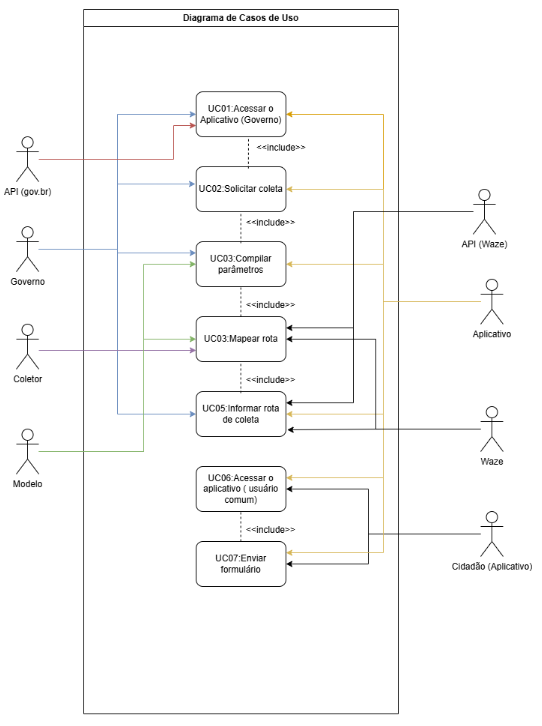 Diagrama de Casos de Uso
UC01:Acessar o
Aplicativo (Governo)
<<include>>
UC02:Solicitar coleta
<<include>>
UC03:Compilar
parâmetros
<<include>>
UC03:Mapear rota
<<include>>
UC05:Informar rota
de coleta
UC06:Acessar o
aplicativo ( usuário
comum)
<<include>>
UC07:Enviar
formulário
API (gov.br)
Governo
Coletor
Modelo
API (Waze)
Aplicativo
Waze
Cidadão (Aplicativo)